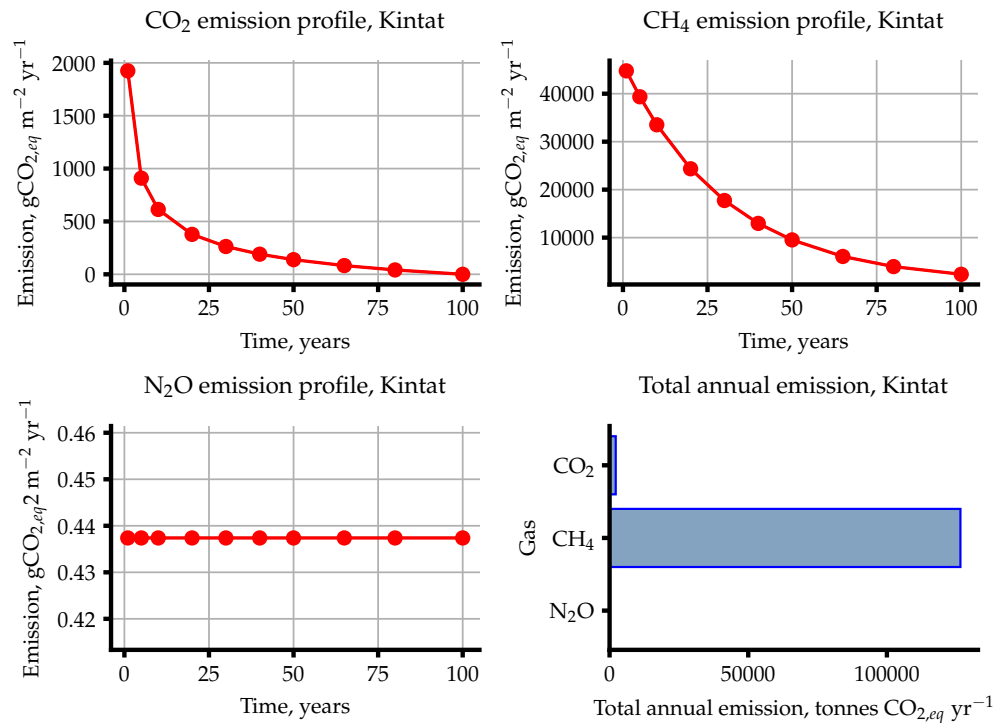 CO₂ emission profile, Kintat
Emission, gCO₂,eq m⁻² yr⁻¹
2000
1500
1000
500
0
0 25 50 75 100
Time, years
CH₄ emission profile, Kintat
Emission, gCO₂,eq m⁻² yr⁻¹
40000
30000
20000
10000
0 25 50 75 100
Time, years
N₂O emission profile, Kintat
Emission, gCO₂,eq2 m⁻² yr⁻¹
0.46
0.45
0.44
0.43
0.42
0 25 50 75 100
Time, years
Total annual emission, Kintat
Gas
CO₂
CH₄
N₂O
0 50000 100000
Total annual emission, tonnes CO₂,eq yr⁻¹